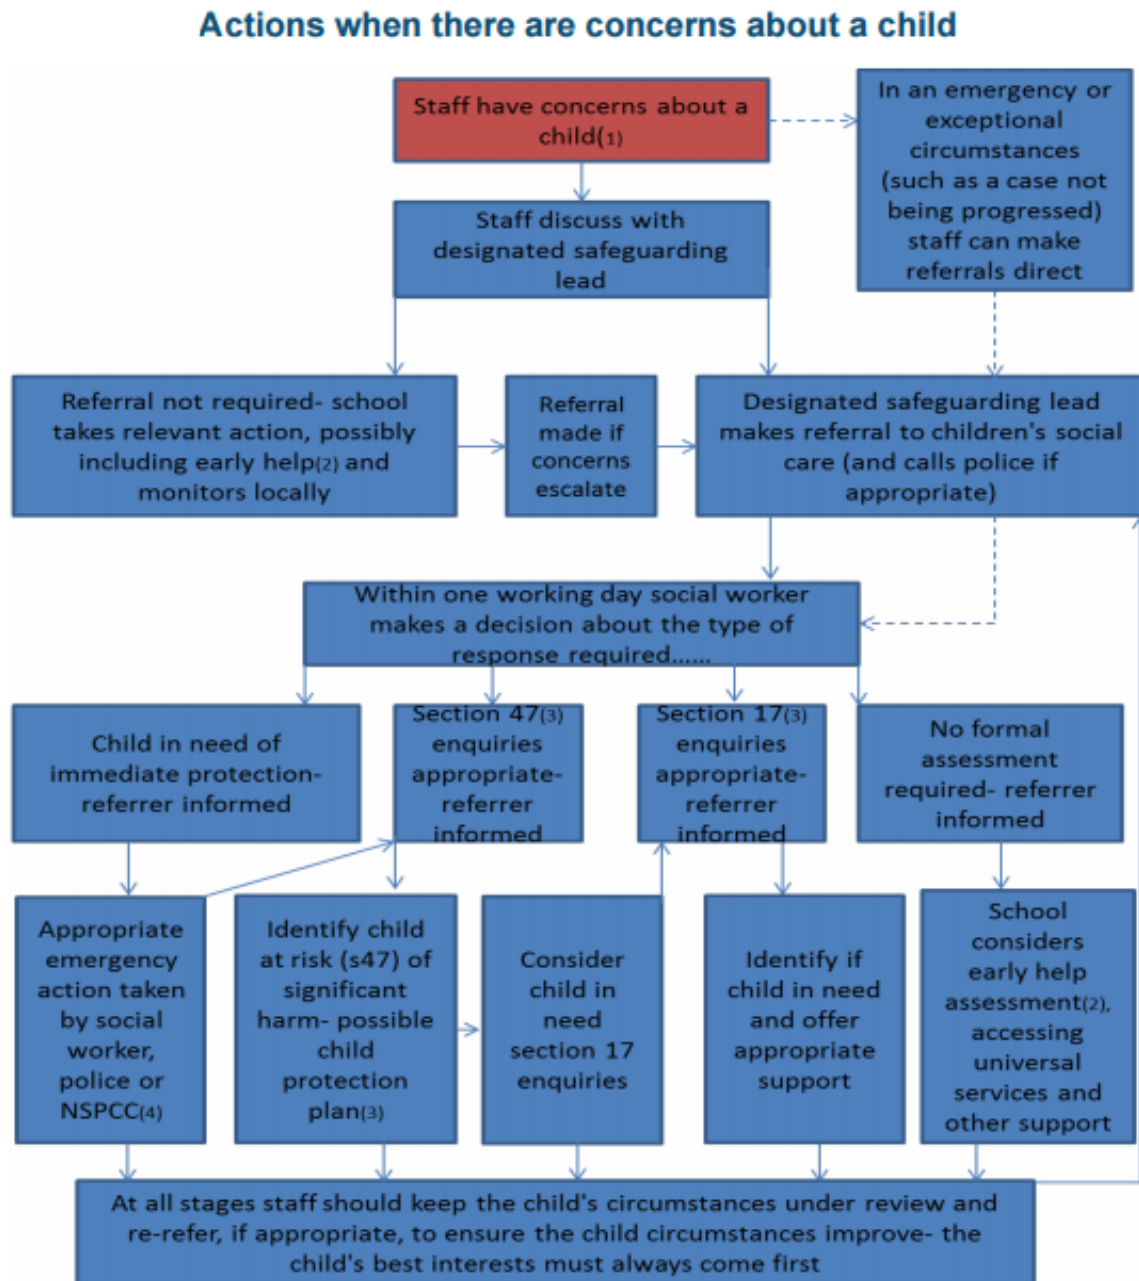 Actions when there are concerns about a child
Staff have concerns about a
child(1)
In an emergency or
exceptional
circumstances
(such as a case not
being progressed)
staff can make
referrals direct
Staff discuss with
designated safeguarding
lead
Referral not required- school
takes relevant action, possibly
including early help(2) and
monitors locally
Referral
made if
concerns
escalate
Designated safeguarding lead
makes referral to children's social
care (and calls police if
appropriate)
Within one working day social worker
makes a decision about the type of
response required......
Child in need of
immediate protection-
referrer informed
Section 47(3)
enquiries
appropriate-
referrer
informed
Section 17(3)
enquiries
appropriate-
referrer
informed
No formal
assessment
required- referrer
informed
Appropriate
emergency
action taken
by social
worker,
police or
NSPCC(4)
Identify child
at risk (s47) of
significant
harm- possible
child
protection
plan(3)
Consider
child in
need
section 17
enquiries
Identify if
child in need
and offer
appropriate
support
School
considers
early help
assessment(2),
accessing
universal
services and
other support
At all stages staff should keep the child's circumstances under review and
re-refer, if appropriate, to ensure the child circumstances improve- the
child's best interests must always come first